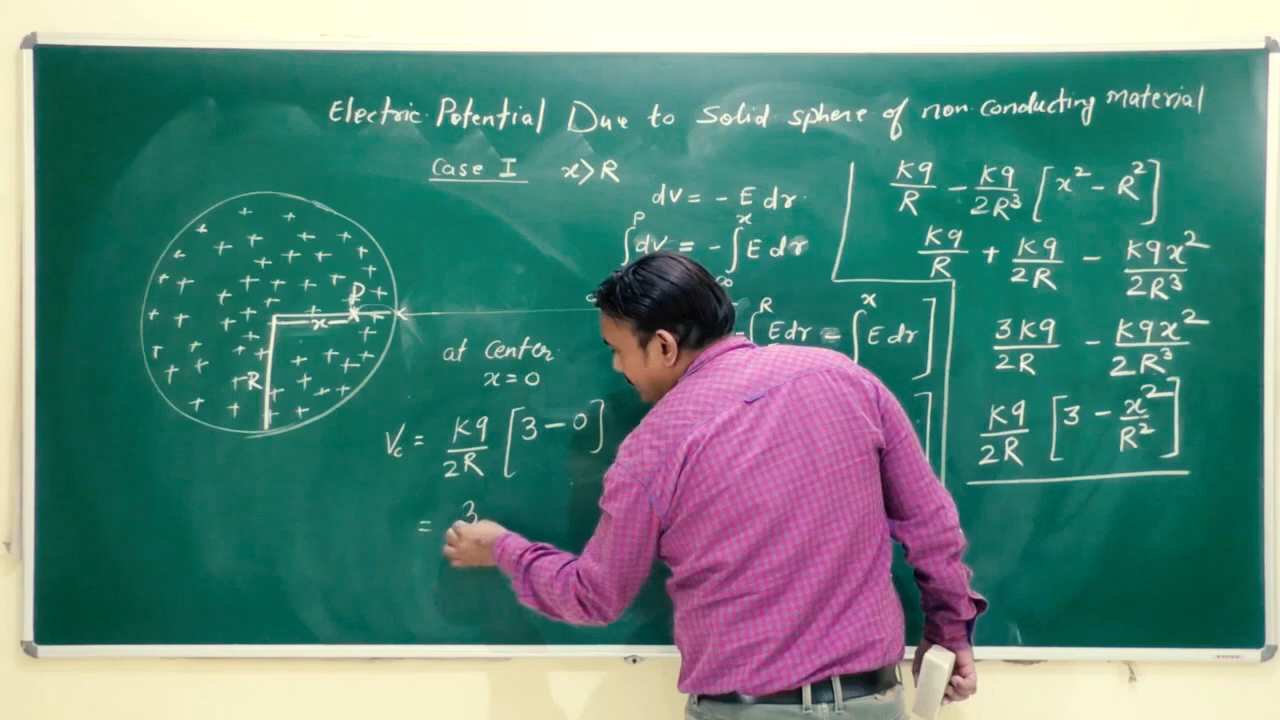 Electric Potential Due to Solid sphere of non conducting Material
Case I x>R
dv = - E dr
∫ᴾ dv = - ∫ˣ E dr
∞
∫ᴿ E dr = ∫ˣ E dr ]
P
x
R
at Center
x=0
V꜀ = Kq/2R [3-0]
= 3
Kq/R - Kq/2R³ [x² - R²]
Kq/R + Kq/2R - Kqx²/2R³
3Kq/2R - Kqx²/2R³
Kq/2R [3 - x²/R²]